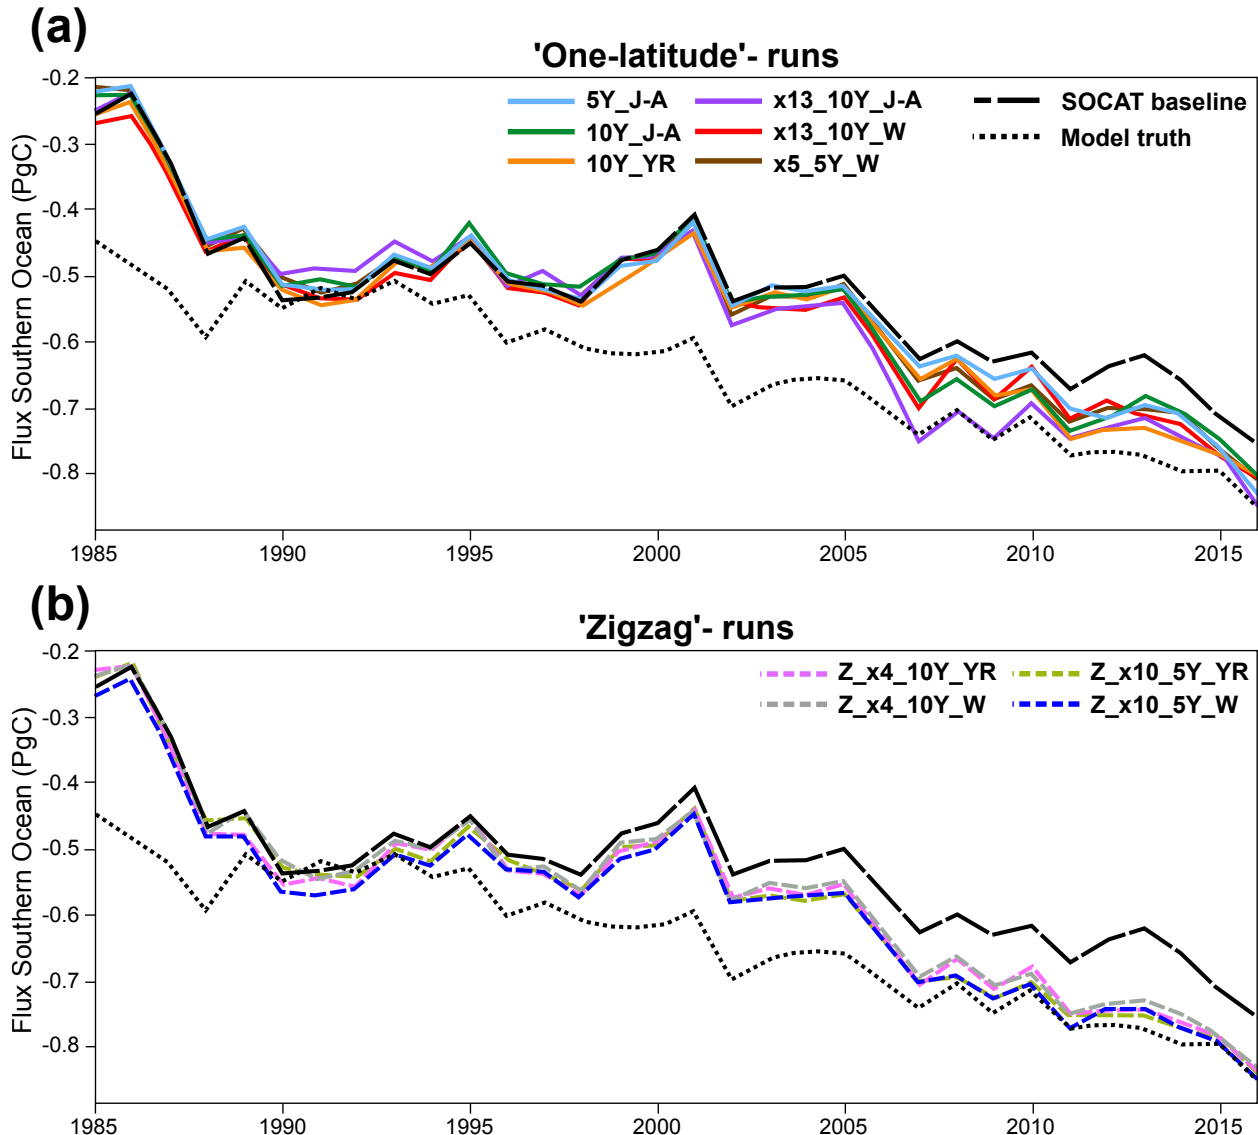 (a)
'One-latitude'- runs
Flux Southern Ocean (PgC)
-0.2
-0.3
-0.4
-0.5
-0.6
-0.7
-0.8
5Y_J-A
x13_10Y_J-A
SOCAT baseline
10Y_J-A
x13_10Y_W
Model truth
10Y_YR
x5_5Y_W
1985
1990
1995
2000
2005
2010
2015
(b)
'Zigzag'- runs
Flux Southern Ocean (PgC)
-0.2
-0.3
-0.4
-0.5
-0.6
-0.7
-0.8
Z_x4_10Y_YR
Z_x10_5Y_YR
Z_x4_10Y_W
Z_x10_5Y_W
1985
1990
1995
2000
2005
2010
2015